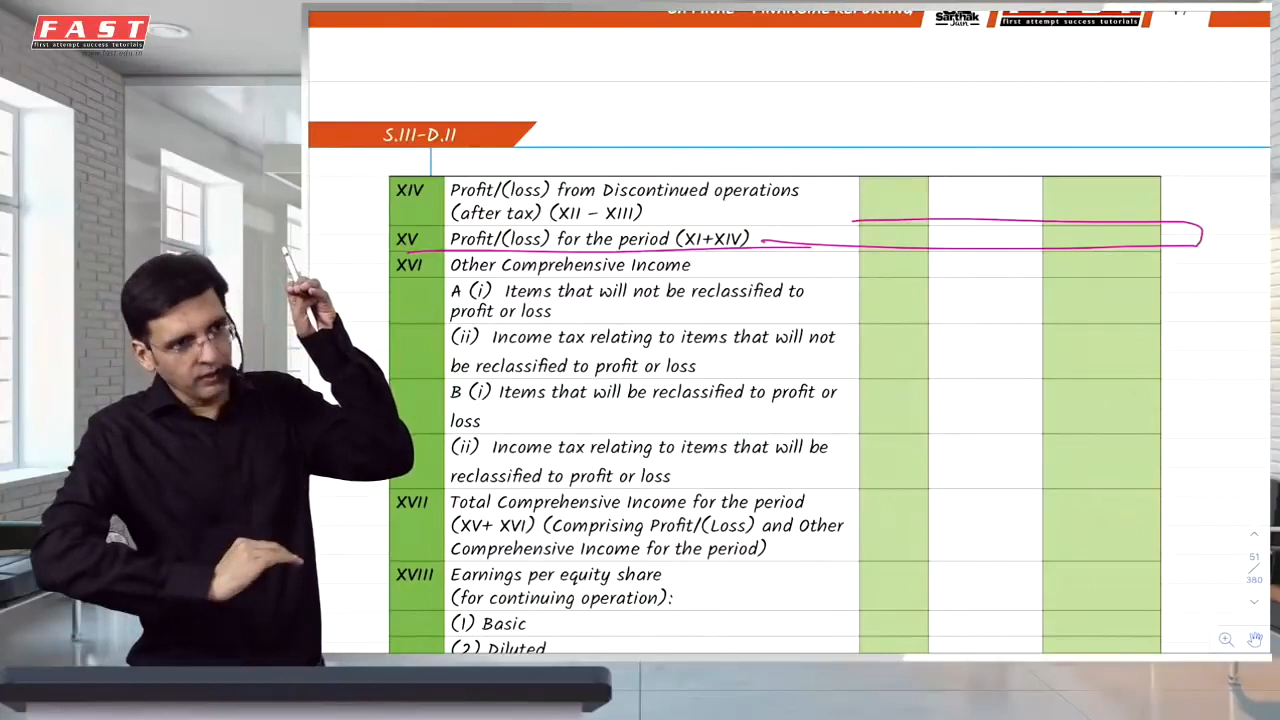 FAST
first attempt success tutorials
www.fast.edu.in
Sarthak
Jain
first attempt success tutorials
S.III-D.II
XIV Profit/(loss) from Discontinued operations
(after tax) (XII – XIII)
XV Profit/(loss) for the period (XI+XIV)
XVI Other Comprehensive Income
A (i) Items that will not be reclassified to
profit or loss
(ii) Income tax relating to items that will not
be reclassified to profit or loss
B (i) Items that will be reclassified to profit or
loss
(ii) Income tax relating to items that will be
reclassified to profit or loss
XVII Total Comprehensive Income for the period
(XV+ XVI) (Comprising Profit/(Loss) and Other
Comprehensive Income for the period)
XVIII Earnings per equity share
(for continuing operation):
(1) Basic
(2) Diluted
51
380